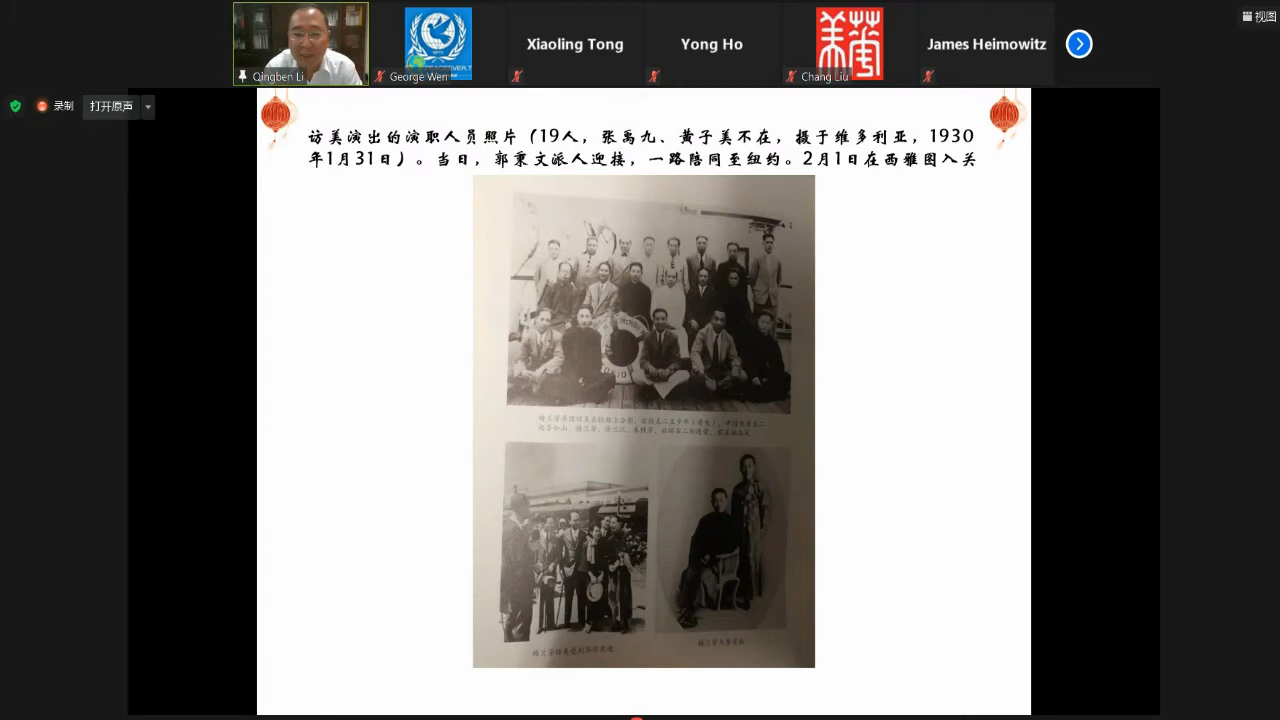 视图
Qingben Li
George Wen
Xiaoling Tong
Yong Ho
Chang Liu
James Heimowitz
录制
打开原声
访美演出的演职人员照片（19人，张禹九、黄子美不在，摄于维多利亚，1930
年1月31日）。当日，郭秉文派人迎接，一路陪同至纽约。2月1日在西雅图入关